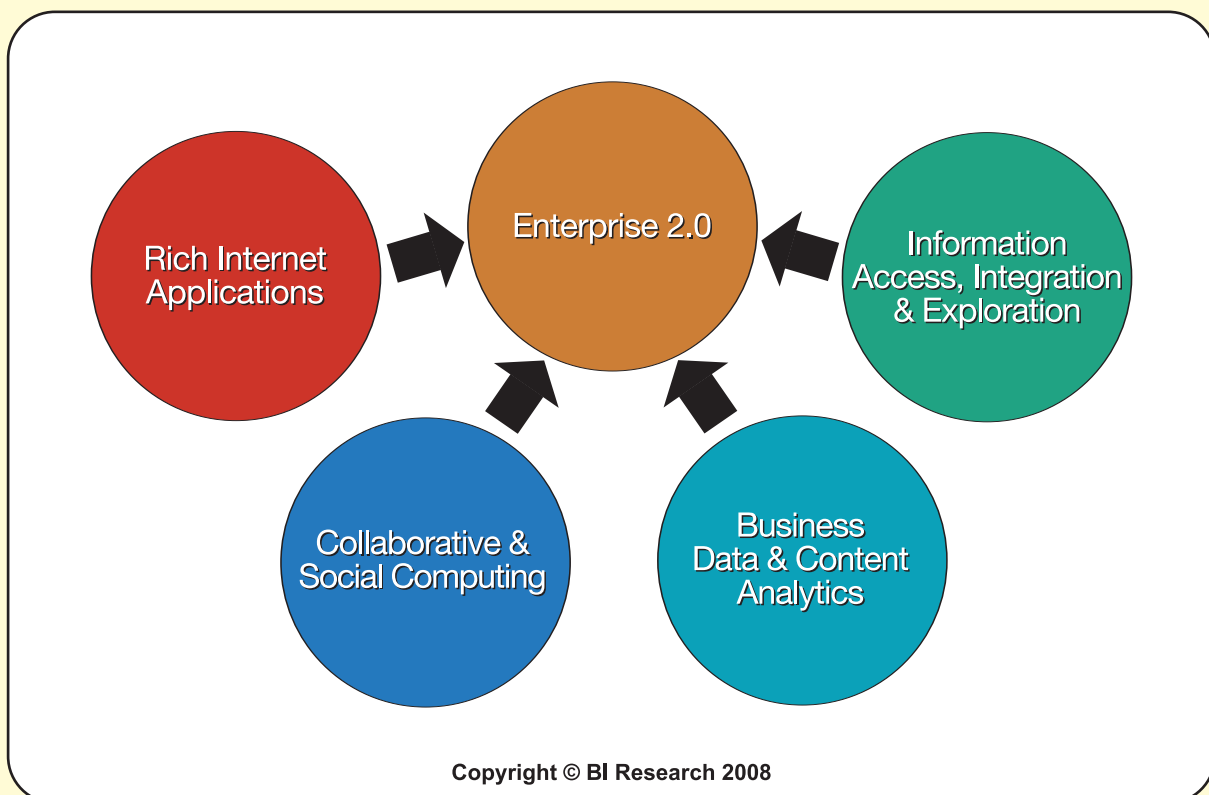 Enterprise 2.0
Rich Internet
Applications
Information
Access, Integration
& Exploration
Collaborative &
Social Computing
Business
Data & Content
Analytics
Copyright © BI Research 2008